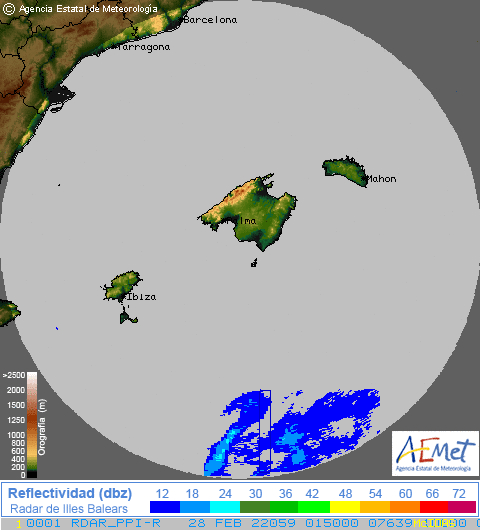 © Agencia Estatal de Meteorología
Barcelona
Tarragona
Mahon
lma
Ibiza
>2500
2000
1500
1000
800
600
400
200
0
Orografía (m)
AEMet
Agencia Estatal de Meteorología
Reflectividad (dbz) 12 18 24 30 36 42 48 54 60 66 72
Radar de Illes Balears
1 0001 RDAR_PPI-R 28 FEB 22059 015000 07639